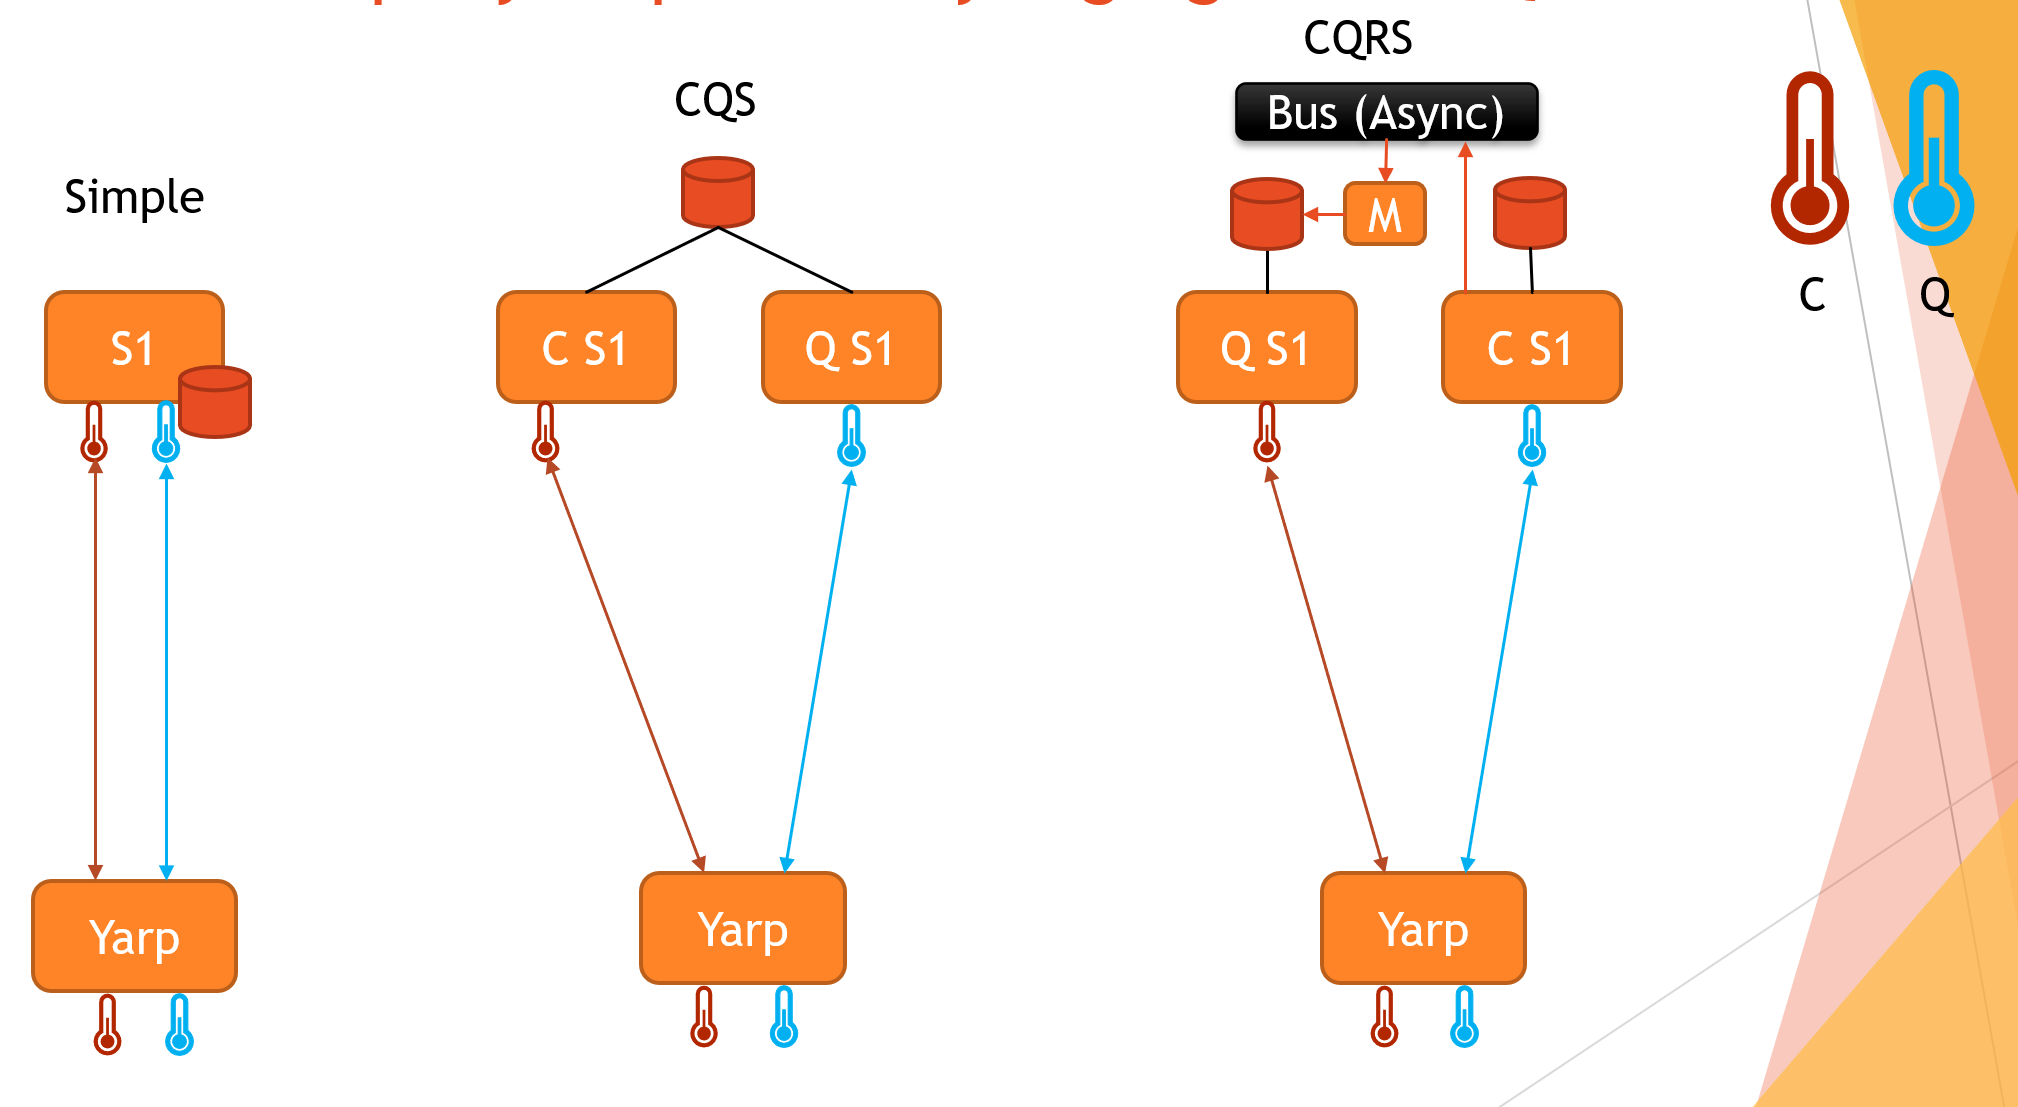 Simple
S1
Yarp
CQS
C S1
Q S1
Yarp
CQRS
Bus (Async)
M
Q S1
C S1
Yarp
C
Q